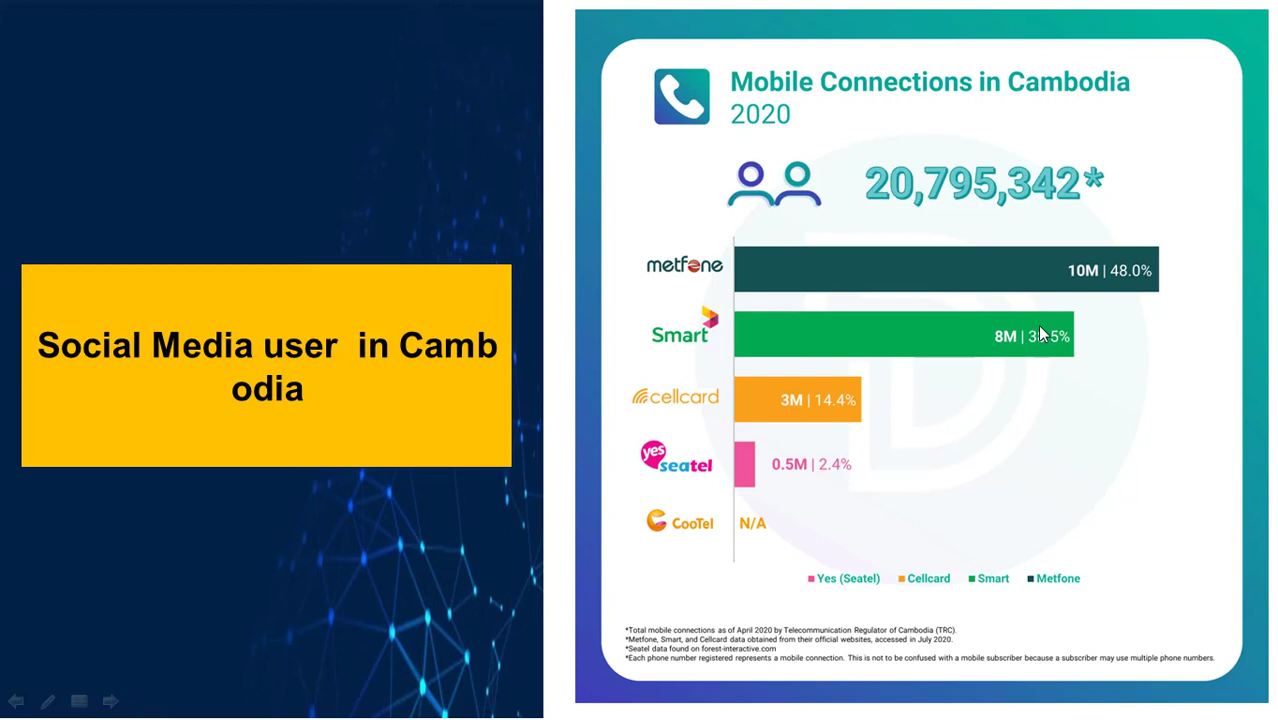 Social Media user  in Camb
odia
Mobile Connections in Cambodia
2020
20,795,342*
metfone
10M | 48.0%
Smart
8M |
cellcard
3M | 14.4%
yes
seatel
0.5M | 2.4%
CooTel
N/A
Yes (Seatel) Cellcard Smart Metfone
*Total mobile connections as of April 2020 by Telecommunication Regulator of Cambodia (TRC).
*Metfone, Smart, and Cellcard data obtained from their official websites, accessed in July 2020.
*Seatel data found on forest-interactive.com
*Each phone number registered represents a mobile connection. This is not to be confused with a mobile subscriber because a subscriber may use multiple phone numbers.